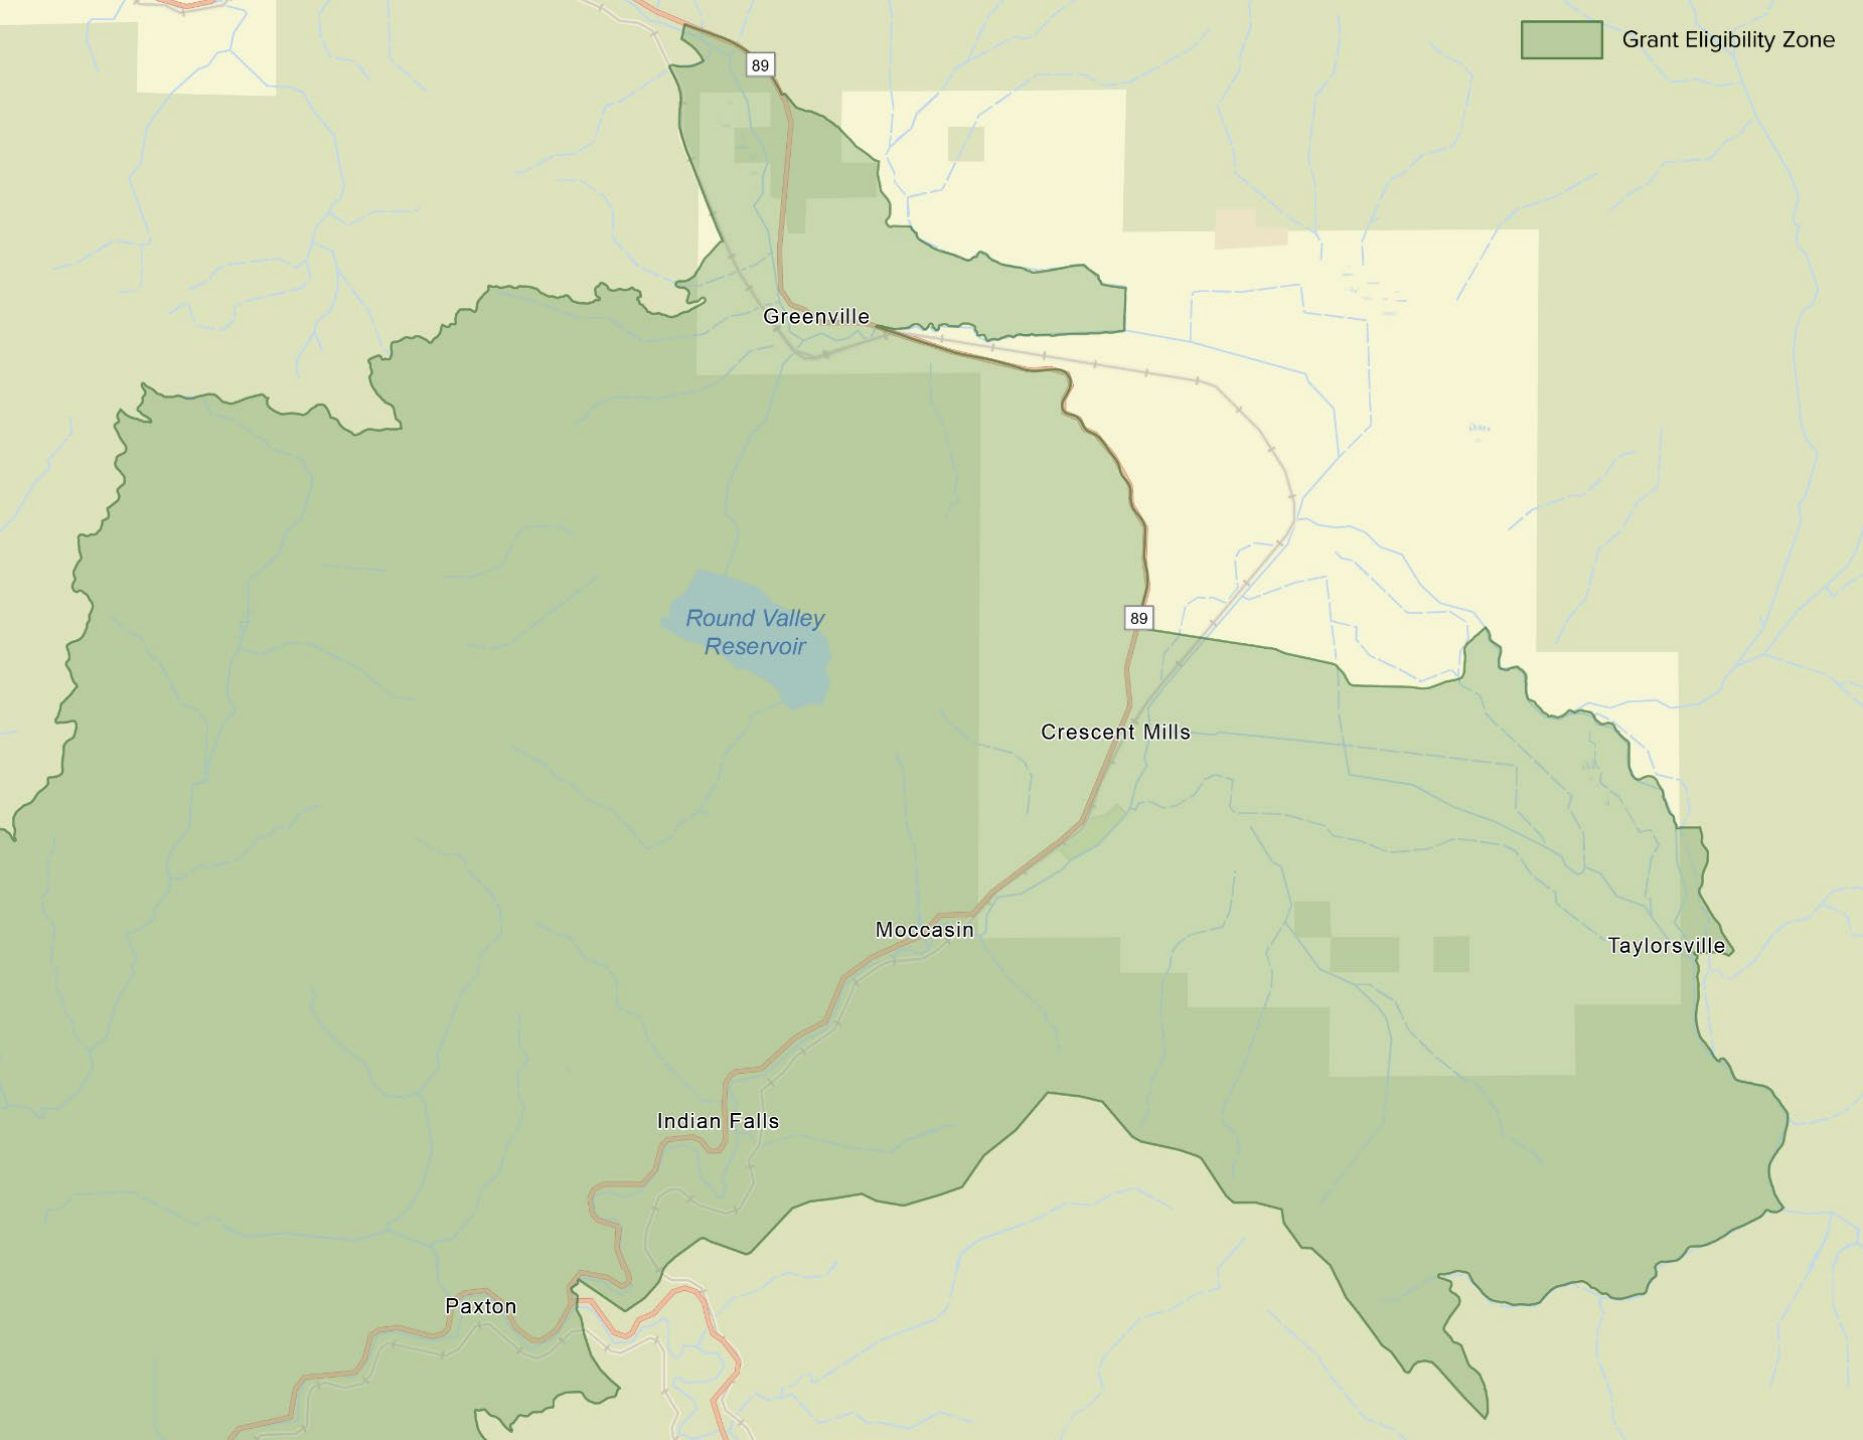 Grant Eligibility Zone
89
Greenville
Round Valley
Reservoir
89
Crescent Mills
Moccasin
Taylorsville
Indian Falls
Paxton